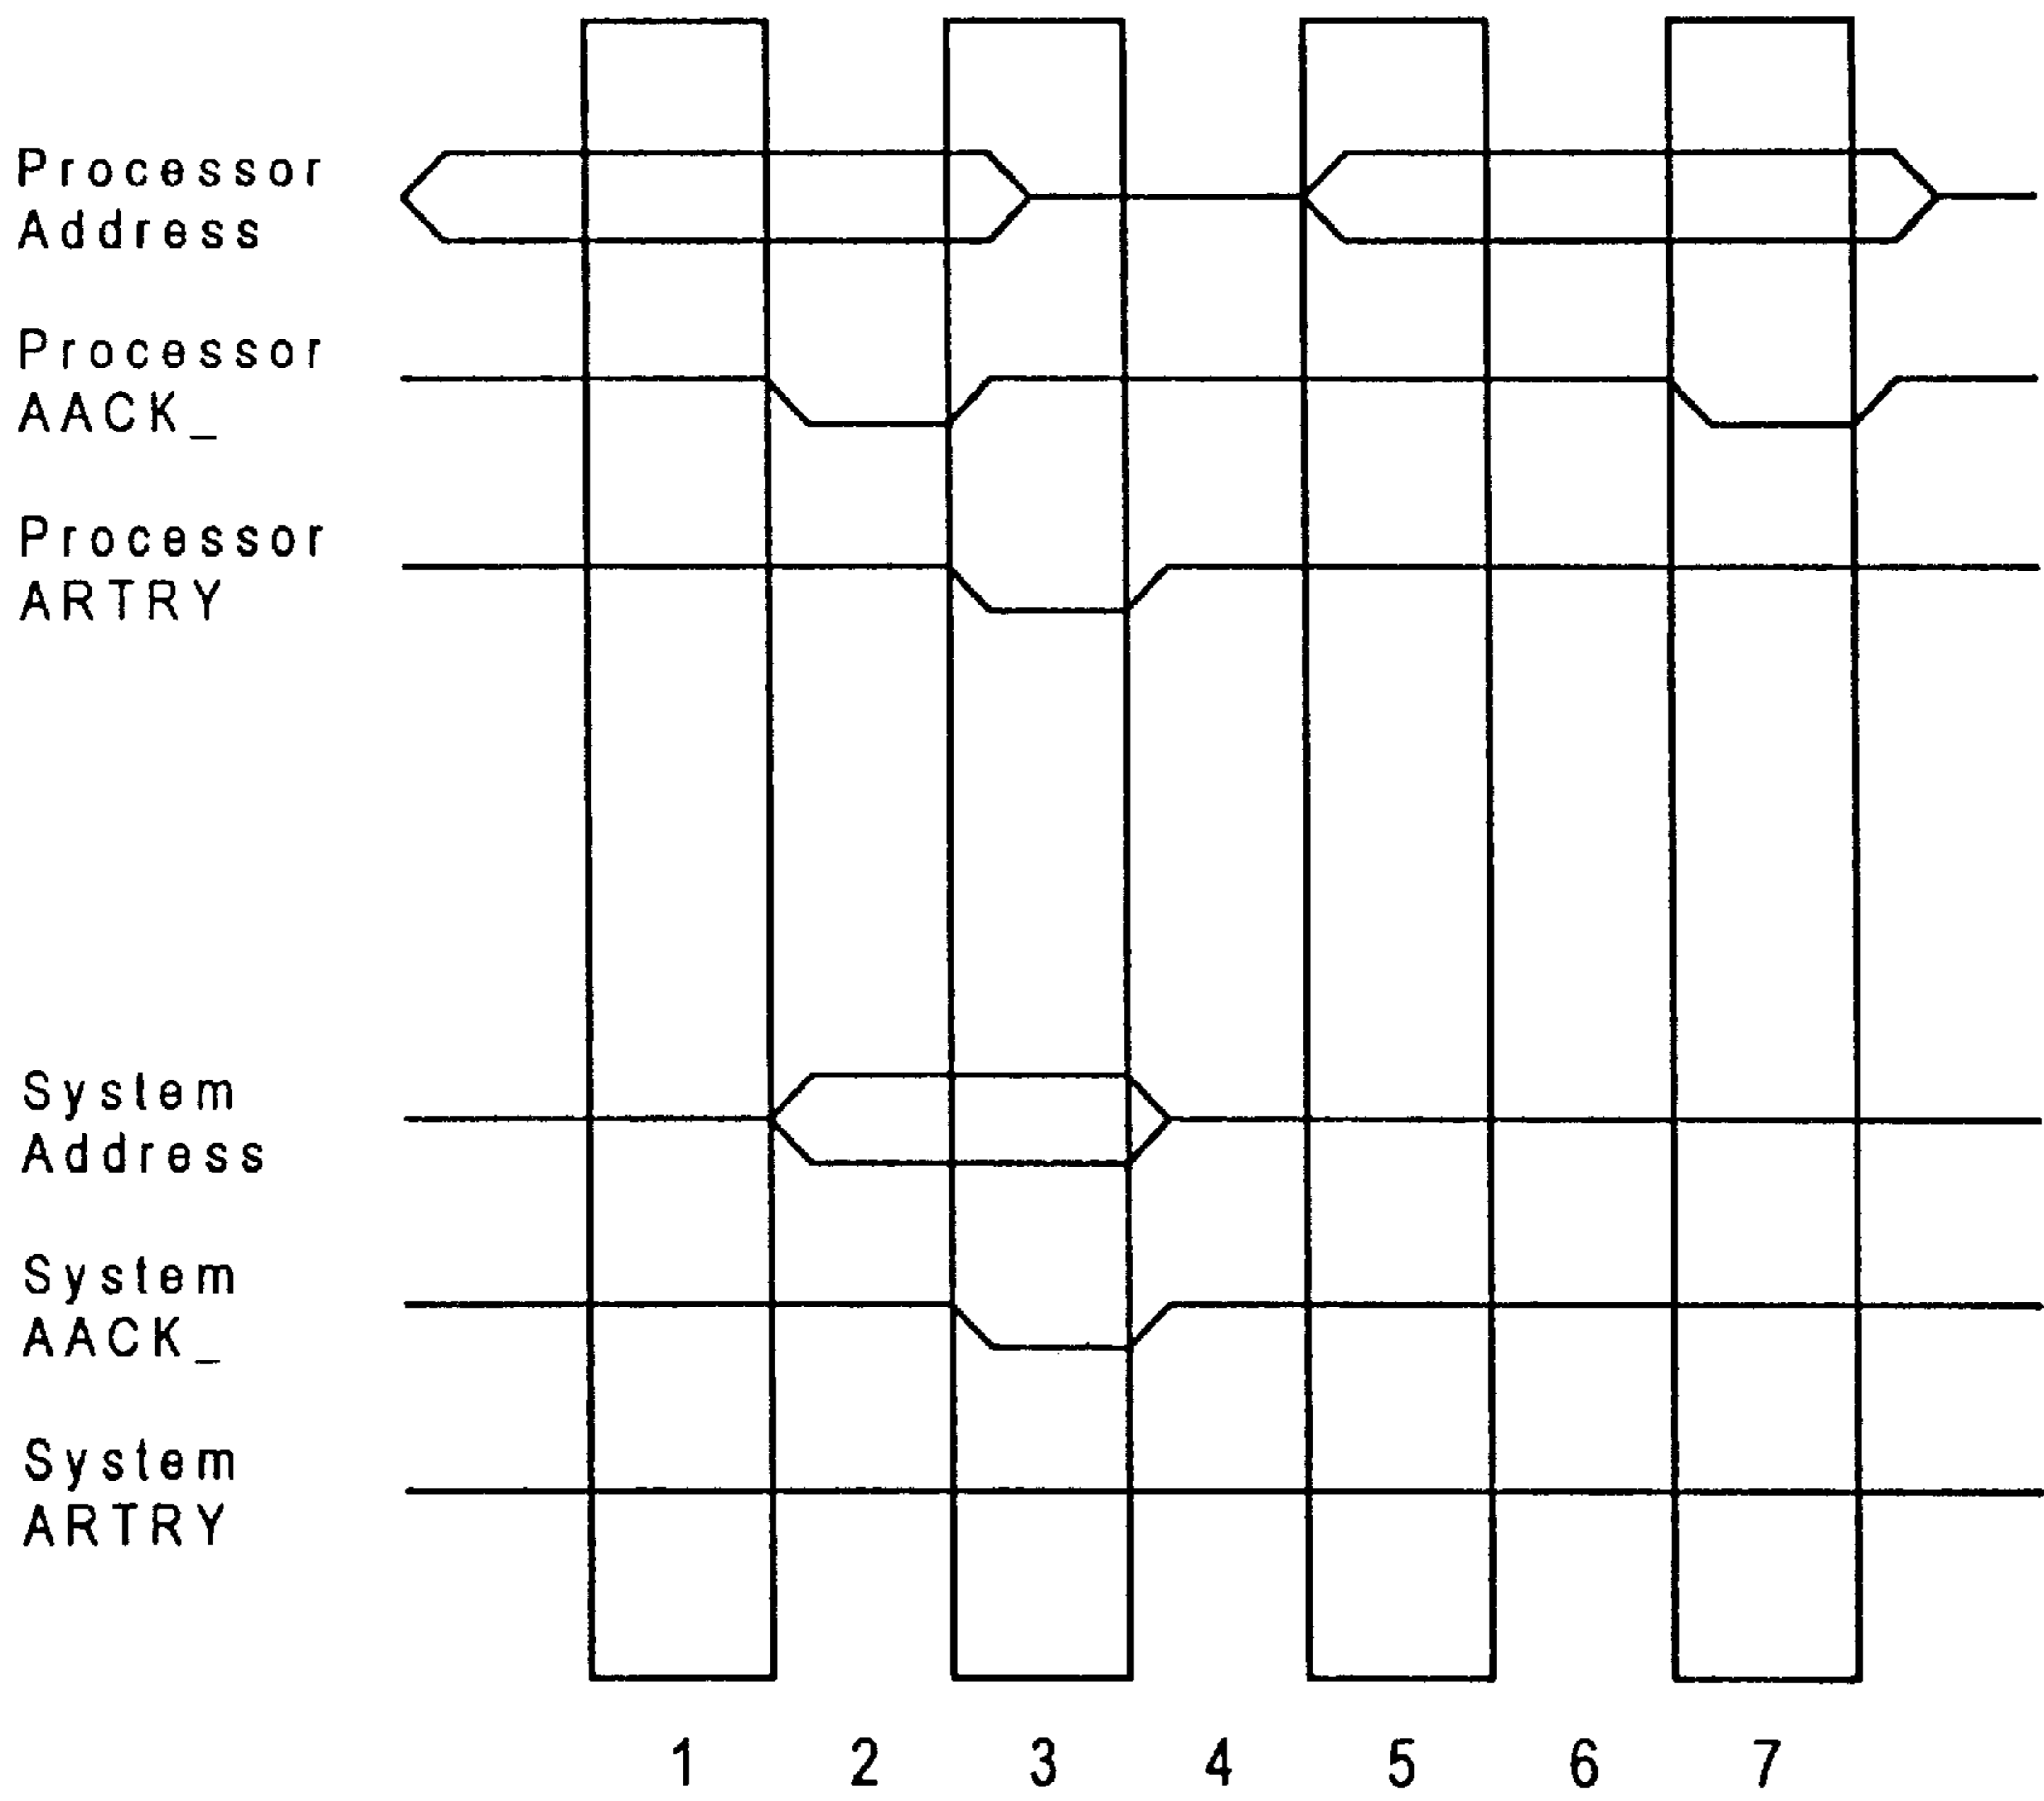 Processor
Address
Processor
AACK_
Processor
ARTRY
System
Address
System
AACK_
System
ARTRY
1 2 3 4 5 6 7